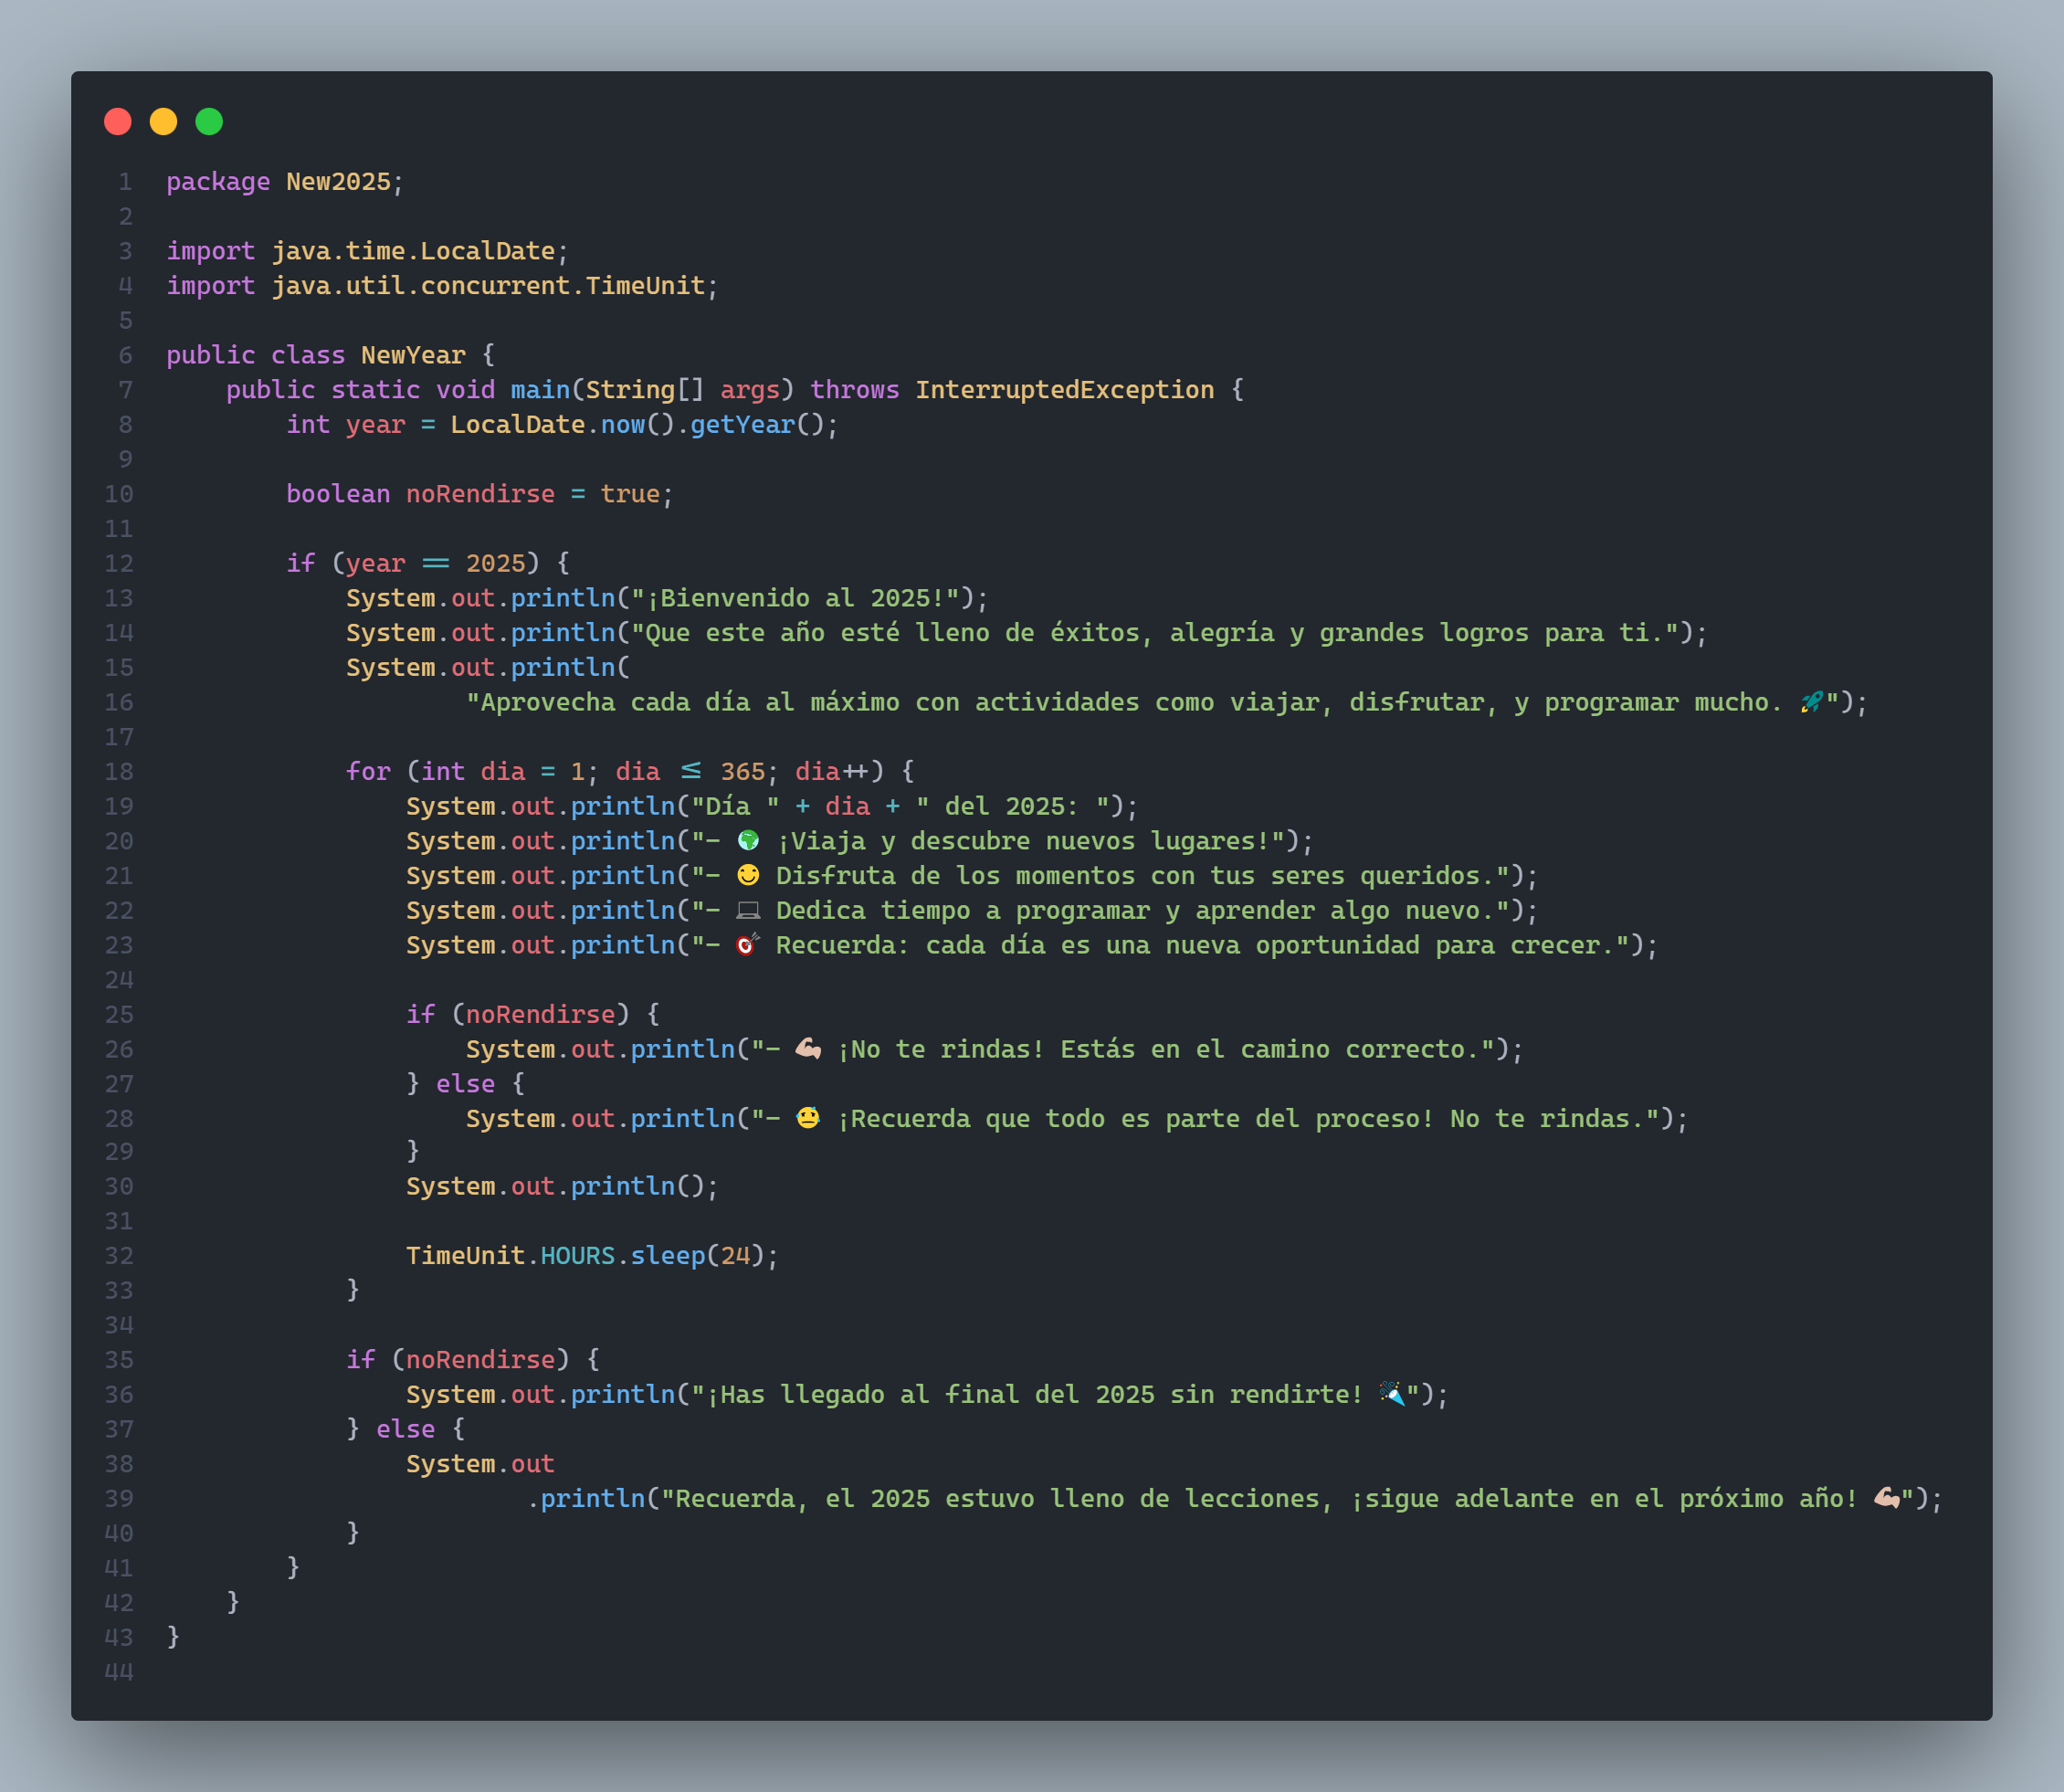 1 package New2025;
2
3 import java.time.LocalDate;
4 import java.util.concurrent.TimeUnit;
5
6 public class NewYear {
7     public static void main(String[] args) throws InterruptedException {
8         int year = LocalDate.now().getYear();
9
10         boolean noRendirse = true;
11
12         if (year == 2025) {
13             System.out.println("¡Bienvenido al 2025!");
14             System.out.println("Que este año esté lleno de éxitos, alegría y grandes logros para ti.");
15             System.out.println(
16                     "Aprovecha cada día al máximo con actividades como viajar, disfrutar, y programar mucho. 🚀");
17
18             for (int dia = 1; dia <= 365; dia++) {
19                 System.out.println("Día " + dia + " del 2025: ");
20                 System.out.println("- 🌍 ¡Viaja y descubre nuevos lugares!");
21                 System.out.println("- 😊 Disfruta de los momentos con tus seres queridos.");
22                 System.out.println("- 💻 Dedica tiempo a programar y aprender algo nuevo.");
23                 System.out.println("- 🎯 Recuerda: cada día es una nueva oportunidad para crecer.");
24
25                 if (noRendirse) {
26                     System.out.println("- 💪🏼 ¡No te rindas! Estás en el camino correcto.");
27                 } else {
28                     System.out.println("- 😓 ¡Recuerda que todo es parte del proceso! No te rindas.");
29                 }
30                 System.out.println();
31
32                 TimeUnit.HOURS.sleep(24);
33             }
34
35             if (noRendirse) {
36                 System.out.println("¡Has llegado al final del 2025 sin rendirte! 🎉");
37             } else {
38                 System.out
39                         .println("Recuerda, el 2025 estuvo lleno de lecciones, ¡sigue adelante en el próximo año! 💪🏼");
40             }
41         }
42     }
43 }
44